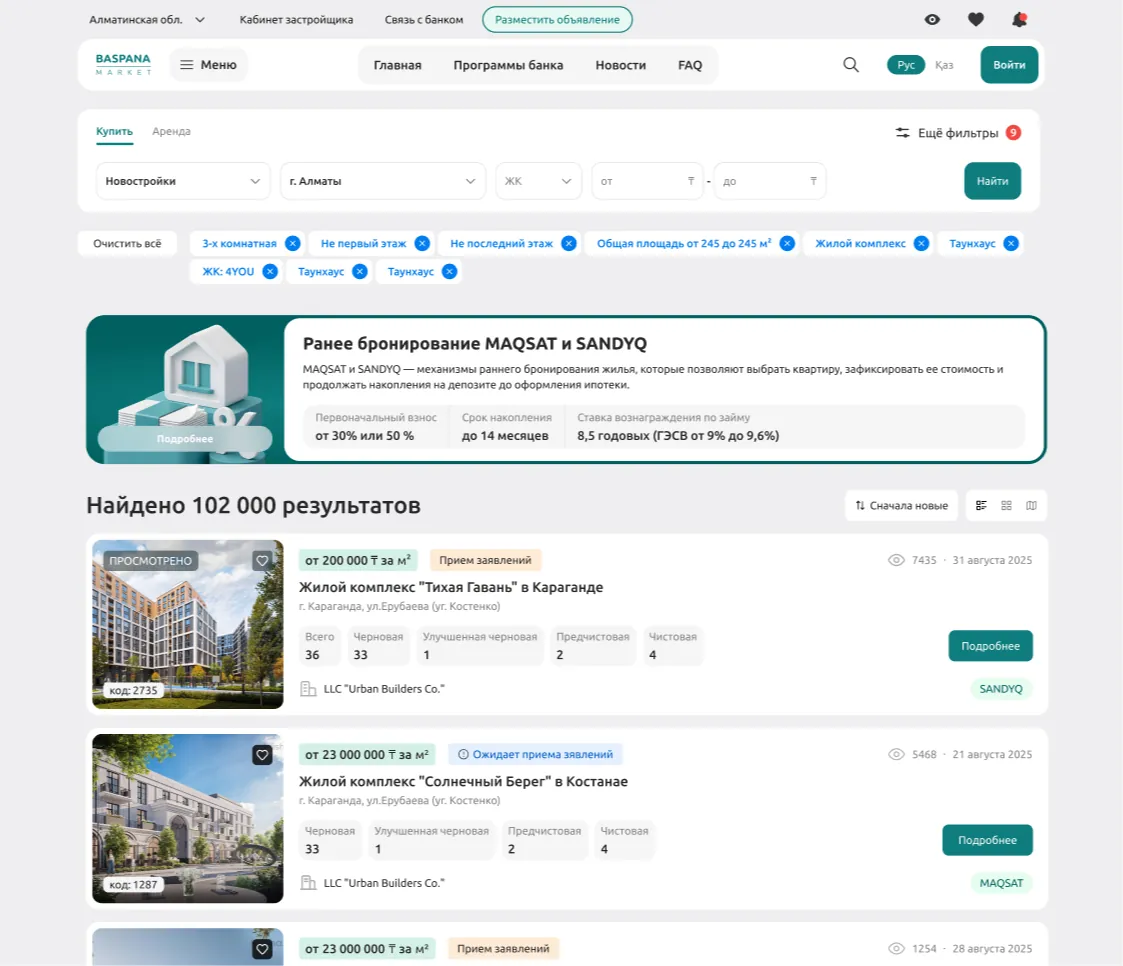 Алматинская обл. Кабинет застройщика Связь с банком Разместить объявление
BASPANA
MARKET
Меню Главная Программы банка Новости FAQ Рус Қаз Войти
Купить Аренда Ещё фильтры 9
Новостройки г. Алматы ЖК от ₸ - до ₸ Найти
Очистить всё 3-х комнатная Не первый этаж Не последний этаж Общая площадь от 245 до 245 м² Жилой комплекс Таунхаус
ЖК: 4YOU Таунхаус Таунхаус
Ранее бронирование MAQSAT и SANDYQ
MAQSAT и SANDYQ — механизмы раннего бронирования жилья, которые позволяют выбрать квартиру, зафиксировать ее стоимость и
продолжать накопления на депозите до оформления ипотеки.
Первоначальный взнос Срок накопления Ставка вознаграждения по займу
от 30% или 50 % до 14 месяцев 8,5 годовых (ГЭСВ от 9% до 9,6%)
Подробнее
Найдено 102 000 результатов Сначала новые
ПРОСМОТРЕНО от 200 000 ₸ за м² Прием заявлений 7435 · 31 августа 2025
Жилой комплекс "Тихая Гавань" в Караганде
г. Караганда, ул.Ерубаева (уг. Костенко)
Всего Черновая Улучшенная черновая Предчистовая Чистовая
36 33 1 2 4
Подробнее
код: 2735 LLC "Urban Builders Co." SANDYQ
от 23 000 000 ₸ за м² Ожидает приема зявлений 5468 · 21 августа 2025
Жилой комплекс "Солнечный Берег" в Костанае
г. Караганда, ул.Ерубаева (уг. Костенко)
Черновая Улучшенная черновая Предчистовая Чистовая
33 1 2 4
Подробнее
код: 1287 LLC "Urban Builders Co." MAQSAT
от 23 000 000 ₸ за м² Прием заявлений 1254 · 28 августа 2025